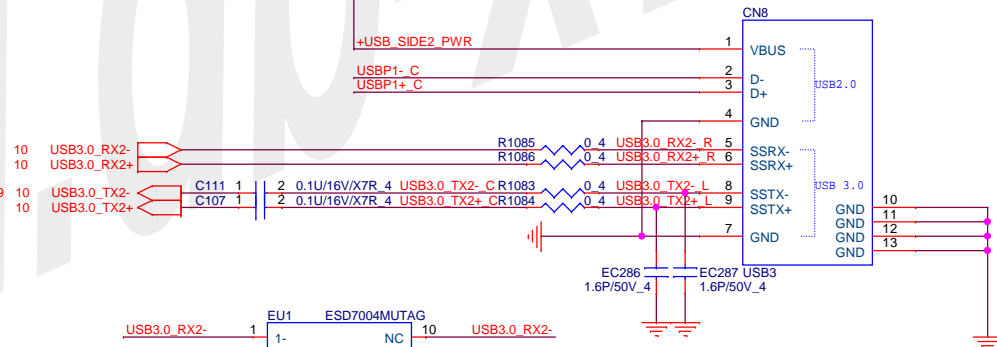 CN8
+USB_SIDE2_PWR 1 VBUS
USBP1-_C 2 D-
USBP1+_C 3 D+
USB2.0
4 GND
10 USB3.0_RX2- R1085 0_4 USB3.0_RX2-_R 5 SSRX-
10 USB3.0_RX2+ R1086 0_4 USB3.0_RX2+_R 6 SSRX+
9 10 USB3.0_TX2- C111 1 2 0.1U/16V/X7R_4 USB3.0_TX2-_C R1083 0_4 USB3.0_TX2-_L 8 SSTX-
10 USB3.0_TX2+ C107 1 2 0.1U/16V/X7R_4 USB3.0_TX2+_C R1084 0_4 USB3.0_TX2+_L 9 SSTX+
USB 3.0
7 GND
GND 10
GND 11
GND 12
GND 13
EC286
1.6P/50V_4
EC287 USB3
1.6P/50V_4
EU1 ESD7004MUTAG
USB3.0_RX2- 1 1- NC 10 USB3.0_RX2-